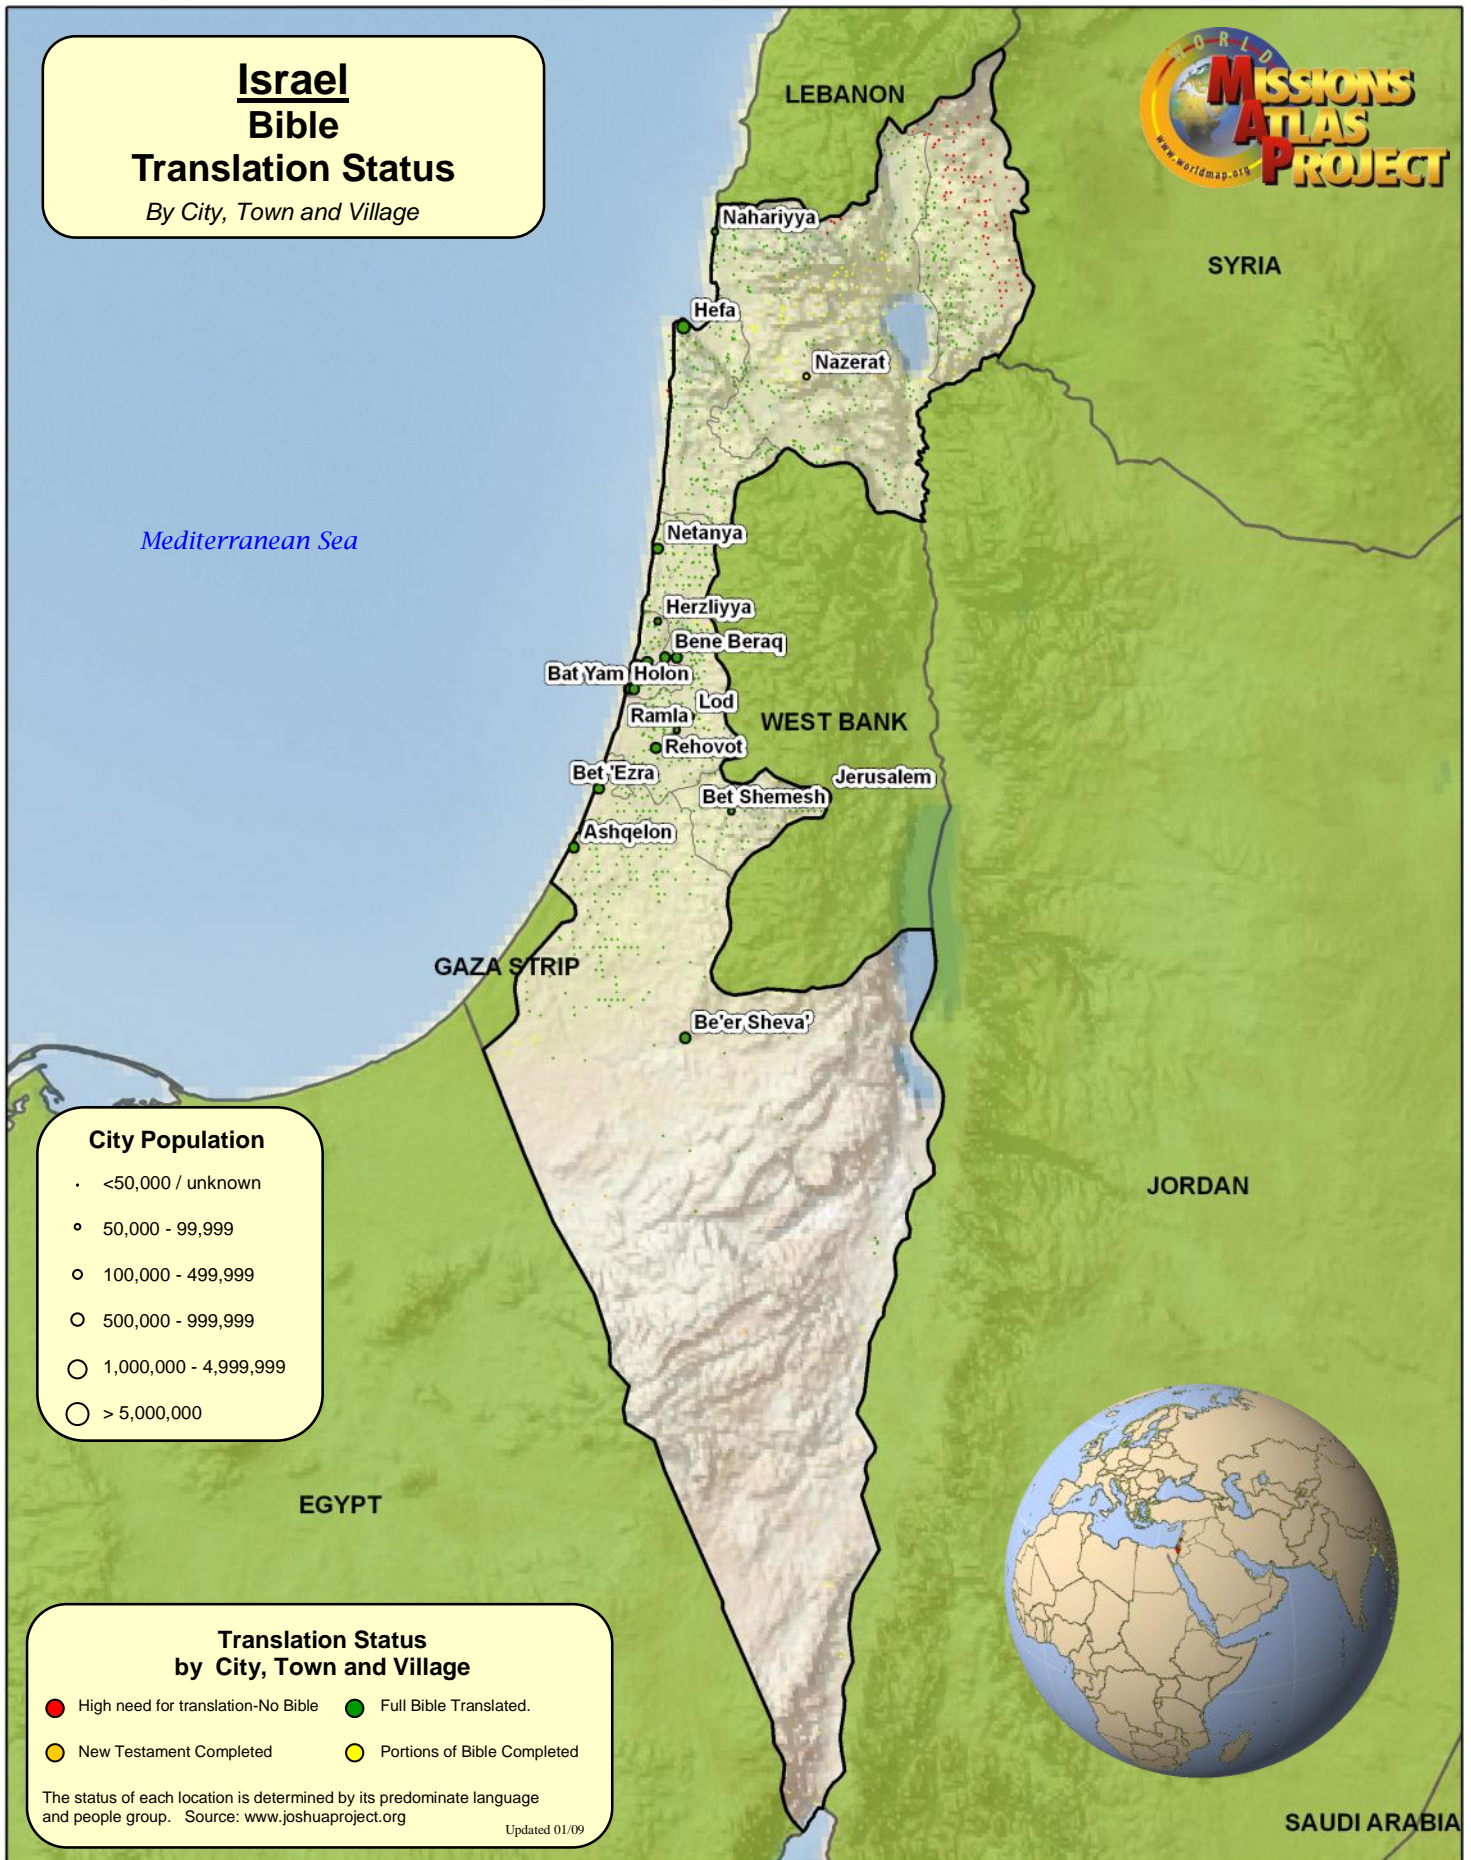 Israel
Bible
Translation Status
By City, Town and Village
WORLD
MISSIONS
ATLAS
PROJECT
www.worldmap.org
LEBANON
SYRIA
Nahariyya
Hefa
Nazerat
Mediterranean Sea
Netanya
Herzliyya
Bene Beraq
Bat Yam
Holon
Lod
Ramla
WEST BANK
Rehovot
Bet 'Ezra
Jerusalem
Bet Shemesh
Ashqelon
GAZA STRIP
Be'er Sheva'
JORDAN
EGYPT
SAUDI ARABIA
City Population
<50,000 / unknown
50,000 - 99,999
100,000 - 499,999
500,000 - 999,999
1,000,000 - 4,999,999
> 5,000,000
Translation Status
by City, Town and Village
High need for translation-No Bible
Full Bible Translated.
New Testament Completed
Portions of Bible Completed
The status of each location is determined by its predominate language
and people group. Source: www.joshuaproject.org
Updated 01/09